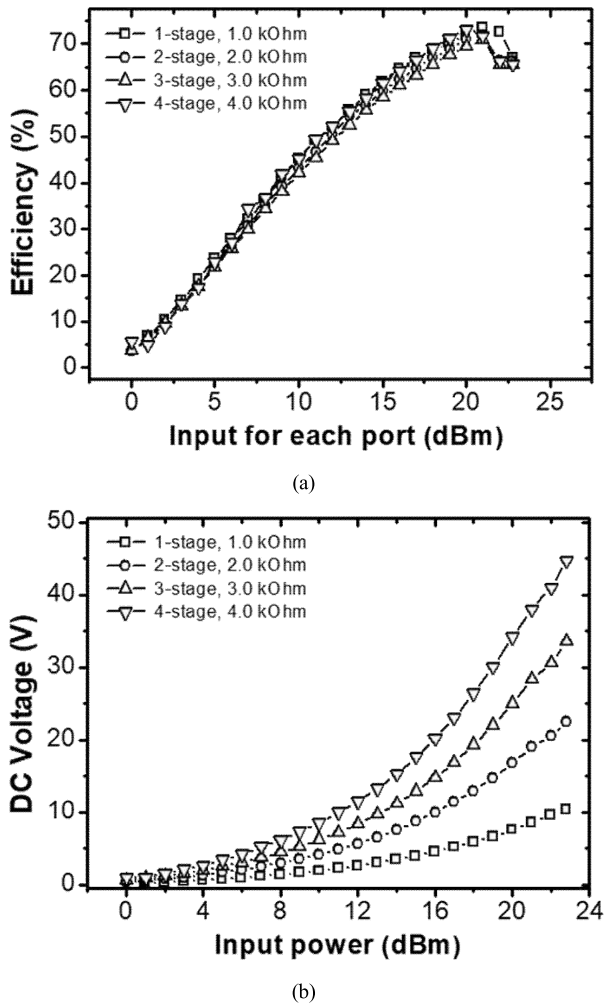 70
60
50
40
30
20
10
0
Efficiency (%)
1-stage, 1.0 kOhm
2-stage, 2.0 kOhm
3-stage, 3.0 kOhm
4-stage, 4.0 kOhm
0 5 10 15 20 25
Input for each port (dBm)
(a)
50
40
30
20
10
0
DC Voltage (V)
1-stage, 1.0 kOhm
2-stage, 2.0 kOhm
3-stage, 3.0 kOhm
4-stage, 4.0 kOhm
0 4 8 12 16 20 24
Input power (dBm)
(b)